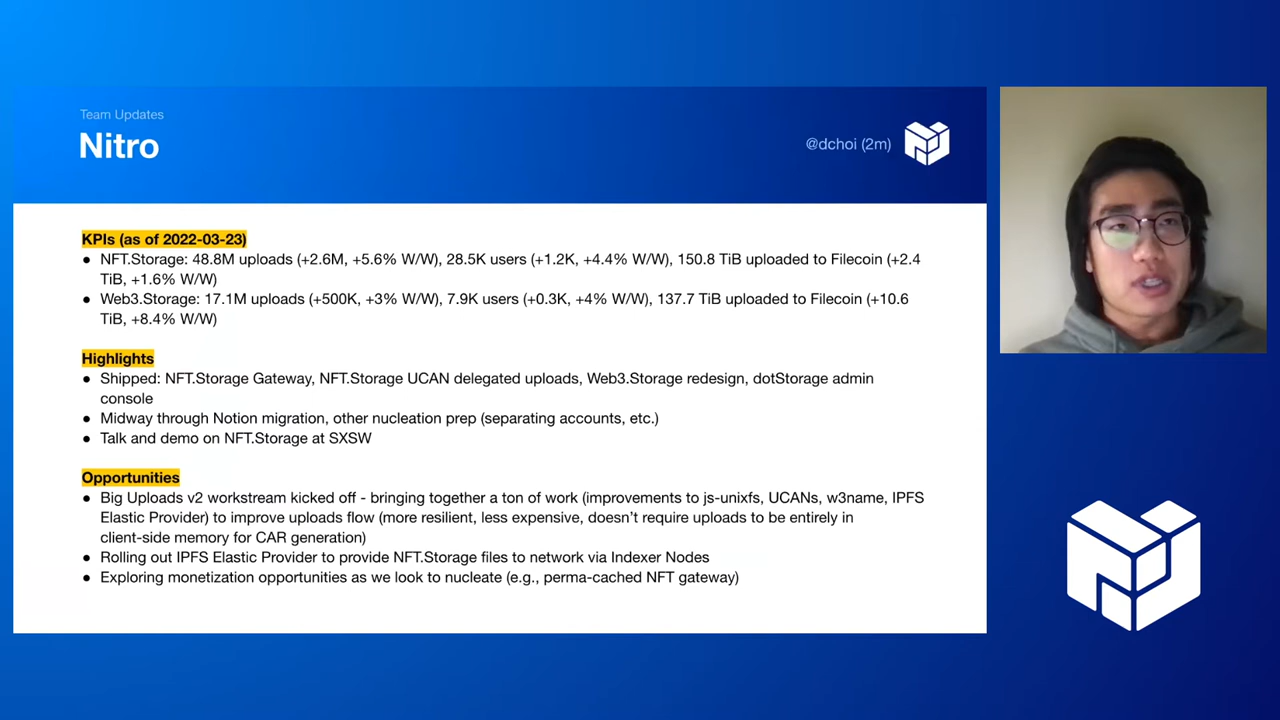 Team Updates
Nitro
@dchoi (2m)
KPIs (as of 2022-03-23)
● NFT.Storage: 48.8M uploads (+2.6M, +5.6% W/W), 28.5K users (+1.2K, +4.4% W/W), 150.8 TiB uploaded to Filecoin (+2.4
TiB, +1.6% W/W)
● Web3.Storage: 17.1M uploads (+500K, +3% W/W), 7.9K users (+0.3K, +4% W/W), 137.7 TiB uploaded to Filecoin (+10.6
TiB, +8.4% W/W)
Highlights
● Shipped: NFT.Storage Gateway, NFT.Storage UCAN delegated uploads, Web3.Storage redesign, dotStorage admin
console
● Midway through Notion migration, other nucleation prep (separating accounts, etc.)
● Talk and demo on NFT.Storage at SXSW
Opportunities
● Big Uploads v2 workstream kicked off - bringing together a ton of work (improvements to js-unixfs, UCANs, w3name, IPFS
Elastic Provider) to improve uploads flow (more resilient, less expensive, doesn’t require uploads to be entirely in
client-side memory for CAR generation)
● Rolling out IPFS Elastic Provider to provide NFT.Storage files to network via Indexer Nodes
● Exploring monetization opportunities as we look to nucleate (e.g., perma-cached NFT gateway)